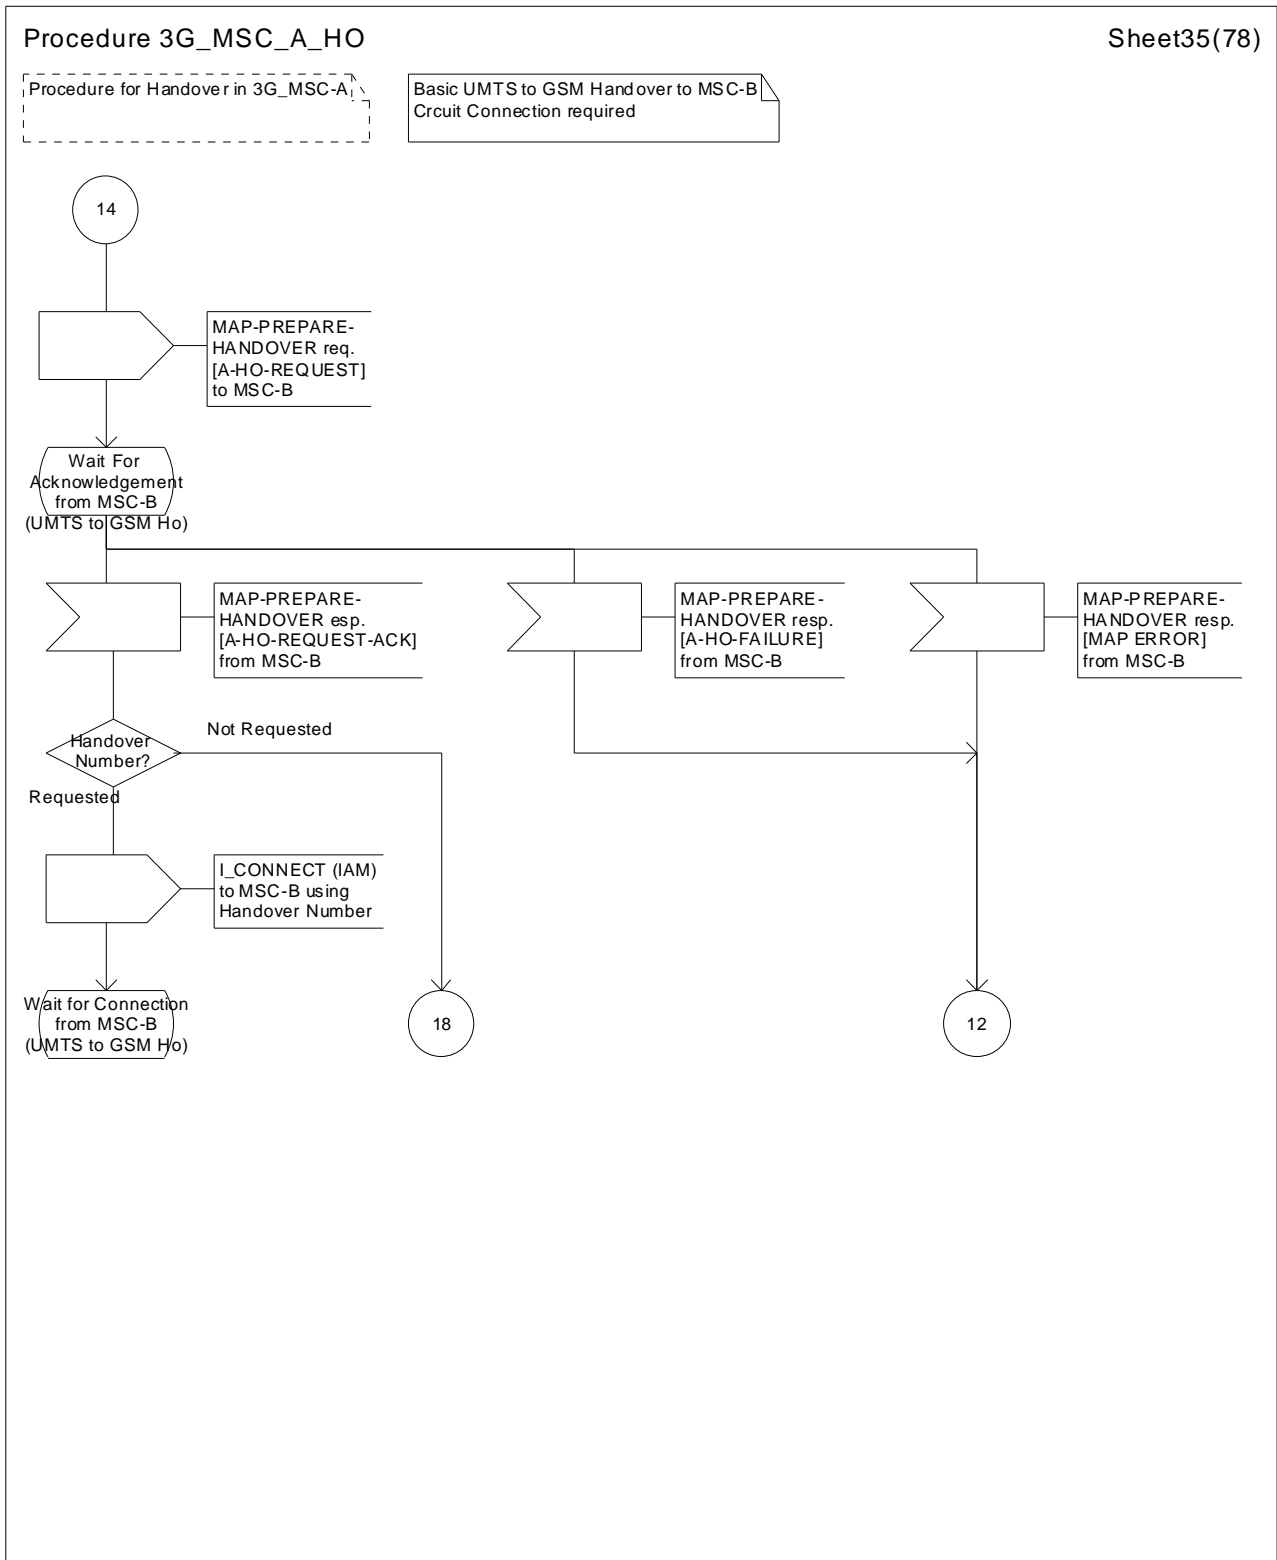 Procedure 3G_MSC_A_HO
Sheet35(78)
Procedure for Handover in 3G_MSC-A
Basic UMTS to GSM Handover to MSC-B
Crcuit Connection required
14
MAP-PREPARE-
HANDOVER req.
[A-HO-REQUEST]
to MSC-B
Wait For
Acknowledgement
from MSC-B
(UMTS to GSM Ho)
MAP-PREPARE-
HANDOVER esp.
[A-HO-REQUEST-ACK]
from MSC-B
MAP-PREPARE-
HANDOVER resp.
[A-HO-FAILURE]
from MSC-B
MAP-PREPARE-
HANDOVER resp.
[MAP ERROR]
from MSC-B
Handover
Number?
Not Requested
Requested
I_CONNECT (IAM)
to MSC-B using
Handover Number
Wait for Connection
from MSC-B
(UMTS to GSM Ho)
18
12